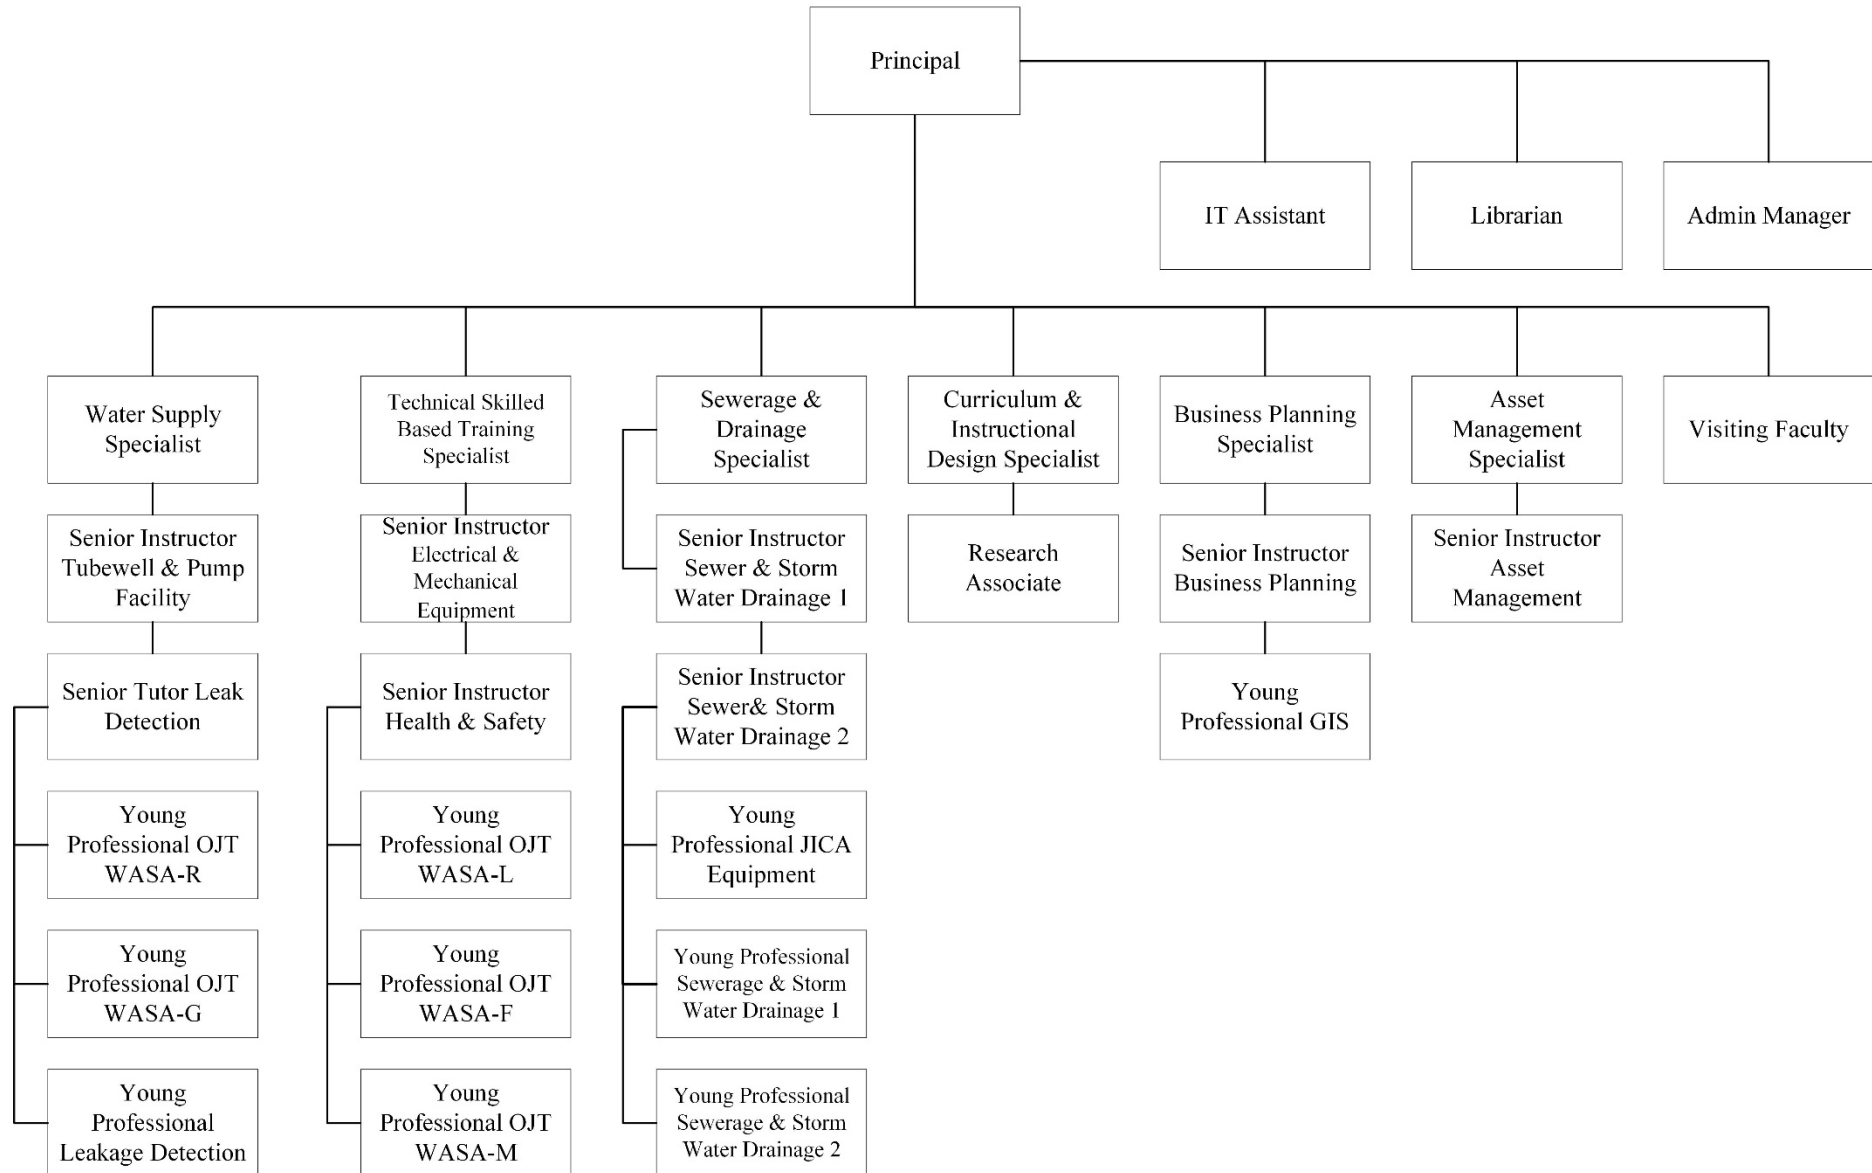 Principal
IT Assistant
Librarian
Admin Manager
Water Supply
Specialist
Technical Skilled
Based Training
Specialist
Sewerage &
Drainage
Specialist
Curriculum &
Instructional
Design Specialist
Business Planning
Specialist
Asset
Management
Specialist
Visiting Faculty
Senior Instructor
Tubewell & Pump
Facility
Senior Instructor
Electrical &
Mechanical
Equipment
Senior Instructor
Sewer & Storm
Water Drainage 1
Research
Associate
Senior Instructor
Business Planning
Senior Instructor
Asset
Management
Senior Tutor Leak
Detection
Senior Instructor
Health & Safety
Senior Instructor
Sewer& Storm
Water Drainage 2
Young
Professional GIS
Young
Professional OJT
WASA-R
Young
Professional OJT
WASA-L
Young
Professional JICA
Equipment
Young
Professional OJT
WASA-G
Young
Professional OJT
WASA-F
Young Professional
Sewerage & Storm
Water Drainage 1
Young
Professional
Leakage Detection
Young
Professional OJT
WASA-M
Young Professional
Sewerage & Storm
Water Drainage 2